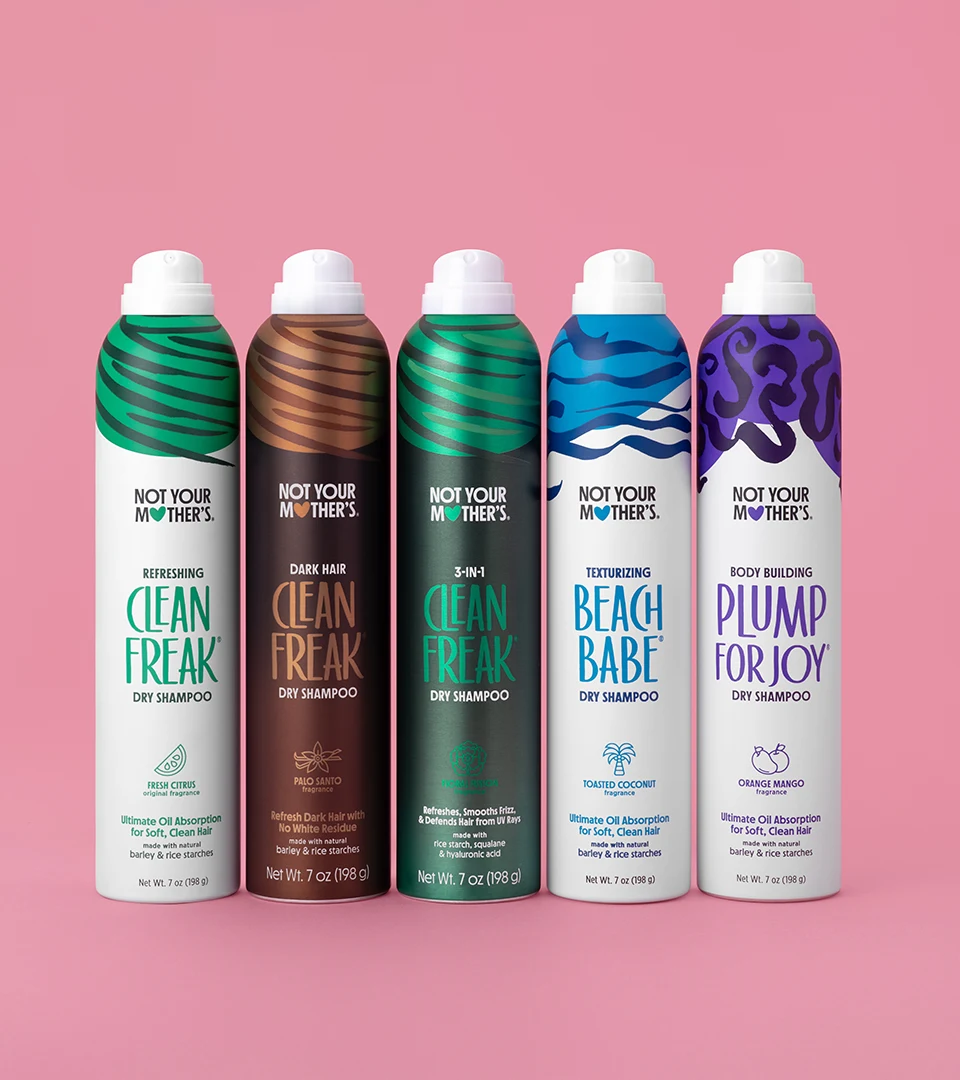 NOT YOUR
MOTHER'S®
REFRESHING
CLEAN
FREAK®
DRY SHAMPOO
FRESH CITRUS
original fragrance
Ultimate Oil Absorption
for Soft, Clean Hair
made with natural
barley & rice starches
Net Wt. 7 oz (198 g)
NOT YOUR
MOTHER'S®
DARK HAIR
CLEAN
FREAK®
DRY SHAMPOO
PALO SANTO
fragrance
Refresh Dark Hair with
No White Residue
made with natural
barley & rice starches
Net Wt. 7 oz (198 g)
NOT YOUR
MOTHER'S®
3-IN-1
CLEAN
FREAK®
DRY SHAMPOO
Refreshes, Smooths Frizz,
& Defends Hair from UV Rays
made with
rice starch, squalane
& hyaluronic acid
Net Wt. 7 oz (198 g)
NOT YOUR
MOTHER'S®
TEXTURIZING
BEACH
BABE®
DRY SHAMPOO
TOASTED COCONUT
fragrance
Ultimate Oil Absorption
for Soft, Clean Hair
made with natural
barley & rice starches
Net Wt. 7 oz (198 g)
NOT YOUR
MOTHER'S®
BODY BUILDING
PLUMP
FOR JOY®
DRY SHAMPOO
ORANGE MANGO
fragrance
Ultimate Oil Absorption
for Soft, Clean Hair
made with natural
barley & rice starches
Net Wt. 7 oz (198 g)